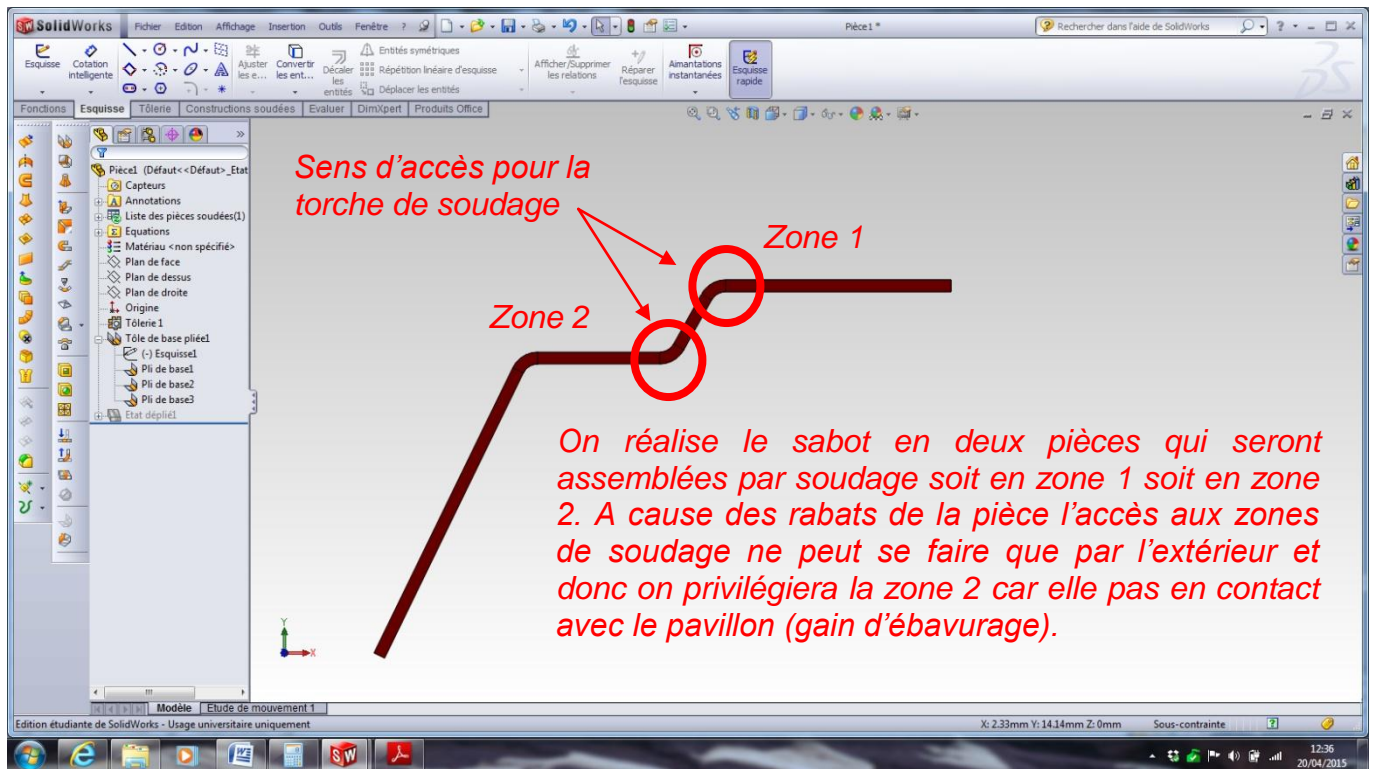 SolidWorks Fichier Edition Affichage Insertion Outils Fenêtre ? Pièce1 * Rechercher dans l'aide de SolidWorks
Esquisse
Cotation intelligente
Ajuster les e...
Convertir les ent...
Décaler les entités
Entités symétriques
Répétition linéaire d'esquisse
Déplacer les entités
Afficher/Supprimer les relations
Réparer l'esquisse
Aimantations instantanées
Esquisse rapide
Fonctions Esquisse Tôlerie Constructions soudées Evaluer DimXpert Produits Office
Pièce1 (Défaut<<Défaut>_Etat
Capteurs
Annotations
Liste des pièces soudées(1)
Equations
Matériau <non spécifié>
Plan de face
Plan de dessus
Plan de droite
Origine
Tôlerie 1
Tôle de base pliée1
(-) Esquisse1
Pli de base1
Pli de base2
Pli de base3
Etat déplié1
Sens d'accès pour la
torche de soudage
Zone 1
Zone 2
On réalise le sabot en deux pièces qui seront
assemblées par soudage soit en zone 1 soit en zone
2. A cause des rabats de la pièce l'accès aux zones
de soudage ne peut se faire que par l'extérieur et
donc on privilégiera la zone 2 car elle pas en contact
avec le pavillon (gain d'ébavurage).
Y
X
Modèle Etude de mouvement 1
Edition étudiante de SolidWorks - Usage universitaire uniquement X: 2.33mm Y: 14.14mm Z: 0mm Sous-contrainte
12:36
20/04/2015